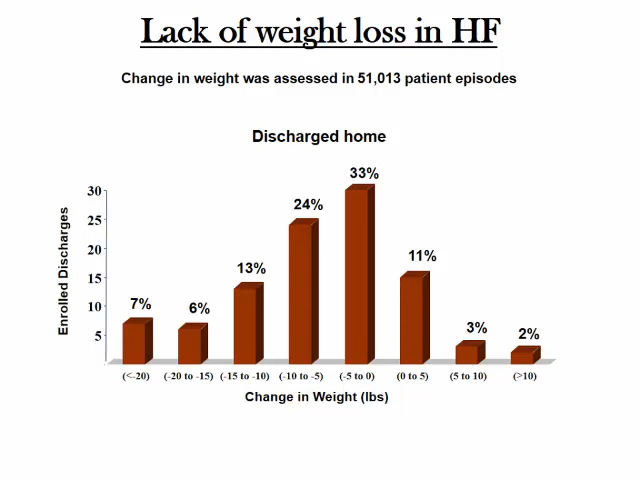 Lack of weight loss in HF
Change in weight was assessed in 51,013 patient episodes
Discharged home
33%
24%
13%
11%
7%
6%
3%
2%
30
25
20
15
10
5
Enrolled Discharges
(<-20) (-20 to -15) (-15 to -10) (-10 to -5) (-5 to 0) (0 to 5) (5 to 10) (>10)
Change in Weight (lbs)